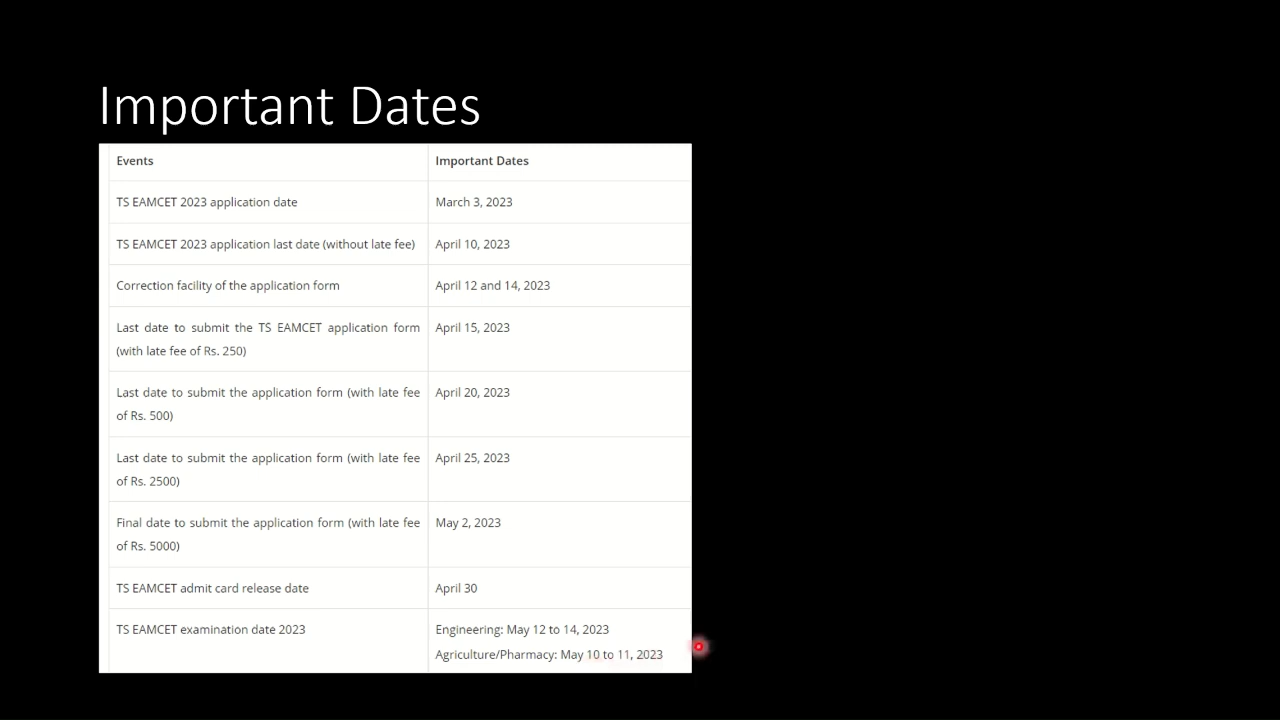 Important Dates
Events Important Dates
TS EAMCET 2023 application date March 3, 2023
TS EAMCET 2023 application last date (without late fee) April 10, 2023
Correction facility of the application form April 12 and 14, 2023
Last date to submit the TS EAMCET application form April 15, 2023
(with late fee of Rs. 250)
Last date to submit the application form (with late fee April 20, 2023
of Rs. 500)
Last date to submit the application form (with late fee April 25, 2023
of Rs. 2500)
Final date to submit the application form (with late fee May 2, 2023
of Rs. 5000)
TS EAMCET admit card release date April 30
TS EAMCET examination date 2023 Engineering: May 12 to 14, 2023
Agriculture/Pharmacy: May 10 to 11, 2023